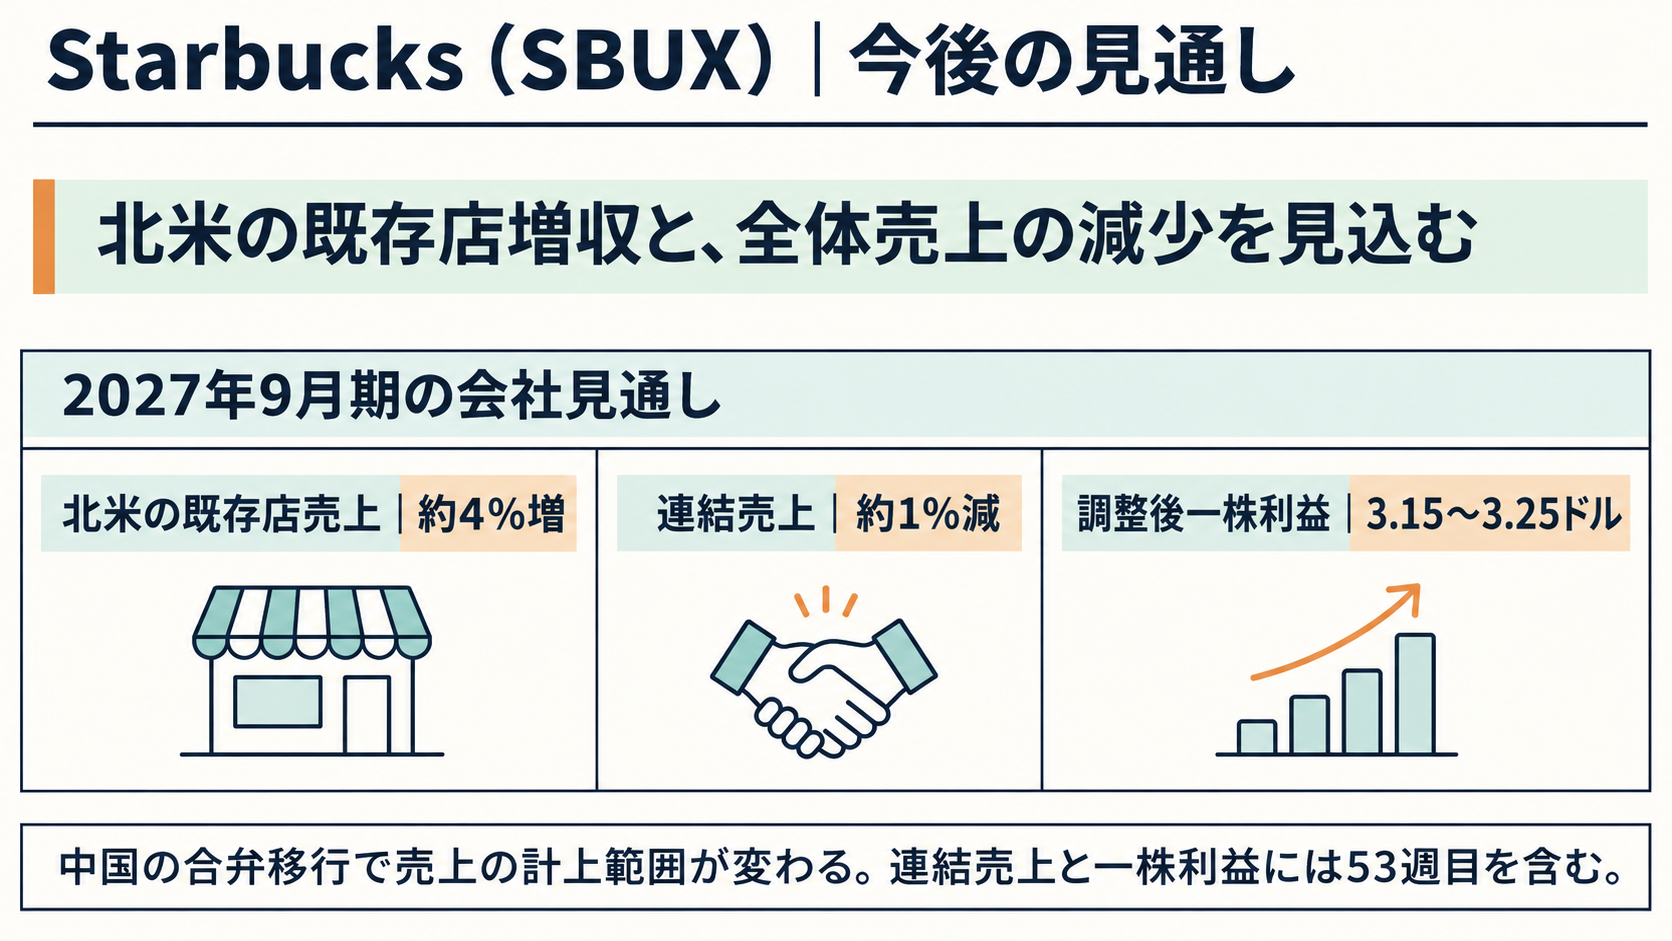 Starbucks（SBUX）｜今後の見通し
北米の既存店増収と、全体売上の減少を見込む
2027年9月期の会社見通し
北米の既存店売上｜約4%増
連結売上｜約1%減
調整後一株利益｜3.15～3.25ドル
中国の合弁移行で売上の計上範囲が変わる。連結売上と一株利益には53週目を含む。